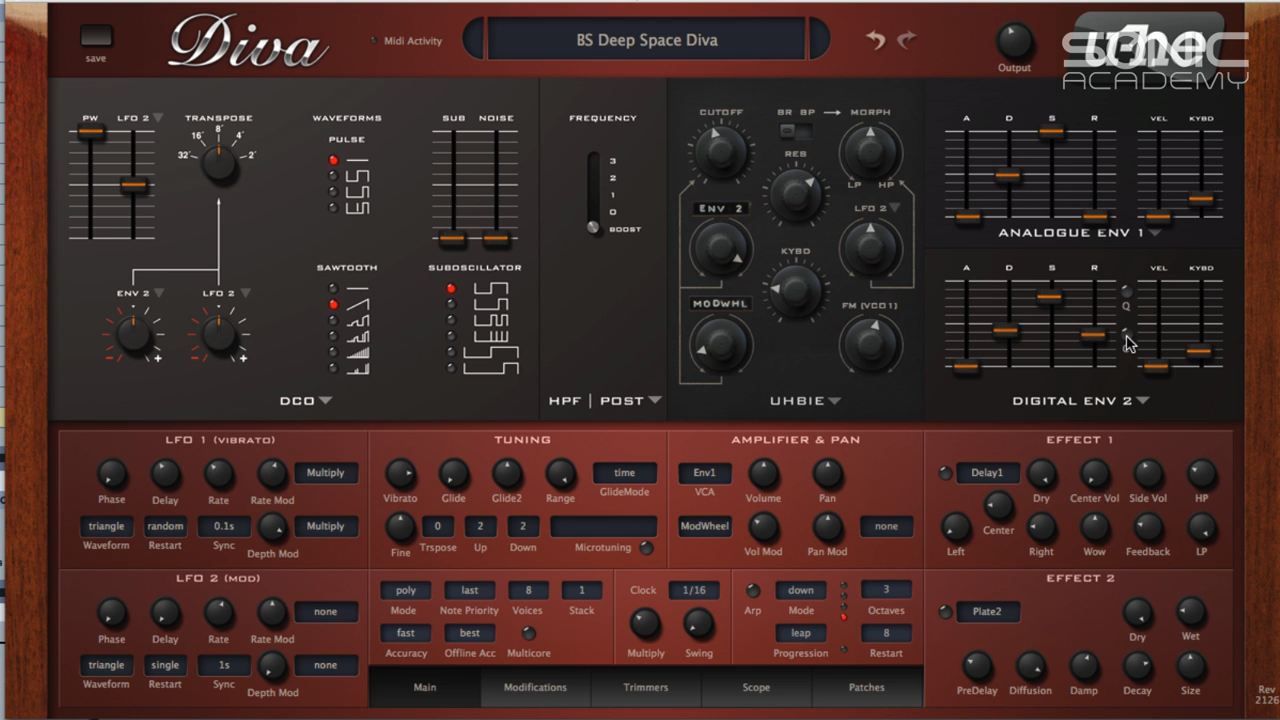 save
Diva
Midi Activity
BS Deep Space Diva
Output
u-he
SONIC
ACADEMY
PW LFO 2 TRANSPOSE
8'
16' 4'
32' 2'
ENV 2 LFO 2
- + - +
WAVEFORMS
PULSE
SAWTOOTH
SUB NOISE
SUBOSCILLATOR
DCO
FREQUENCY
3
2
1
0
BOOST
HPF | POST
CUTOFF BR BP MORPH
RES
LP HP
ENV 2 LFO 2
KYBD
MODWHL FM (VCO1)
UHBIE
A D S R VEL KYBD
ANALOGUE ENV 1
A D S R VEL KYBD
Q
DIGITAL ENV 2
LFO 1 (VIBRATO)
Multiply
Phase Delay Rate Rate Mod
triangle random 0.1s Multiply
Waveform Restart Sync Depth Mod
LFO 2 (MOD)
none
Phase Delay Rate Rate Mod
triangle single 1s none
Waveform Restart Sync Depth Mod
TUNING
time
Vibrato Glide Glide2 Range GlideMode
0 2 2
Fine Trspose Up Down Microtuning
AMPLIFIER & PAN
Env1
VCA Volume Pan
ModWheel none
Vol Mod Pan Mod
poly last 8 1
Mode Note Priority Voices Stack
fast best
Accuracy Offline Acc Multicore
Clock 1/16
Multiply Swing
down 3
Arp Mode Octaves
leap 8
Progression Restart
Main Modifications Trimmers Scope Patches
EFFECT 1
Delay1
Dry Center Vol Side Vol HP
Center
Left Right Wow Feedback LP
EFFECT 2
Plate2
Dry Wet
PreDelay Diffusion Damp Decay Size
Rev
2126